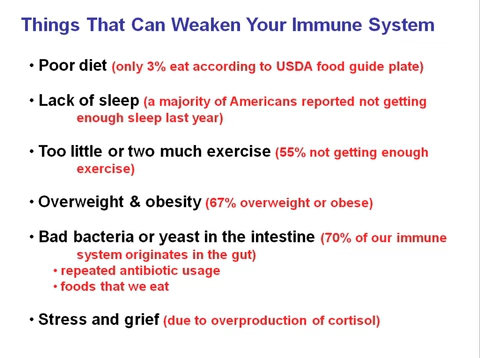 Things That Can Weaken Your Immune System
• Poor diet (only 3% eat according to USDA food guide plate)
• Lack of sleep (a majority of Americans reported not getting
enough sleep last year)
• Too little or two much exercise (55% not getting enough
exercise)
• Overweight & obesity (67% overweight or obese)
• Bad bacteria or yeast in the intestine (70% of our immune
system originates in the gut)
• repeated antibiotic usage
• foods that we eat
• Stress and grief (due to overproduction of cortisol)